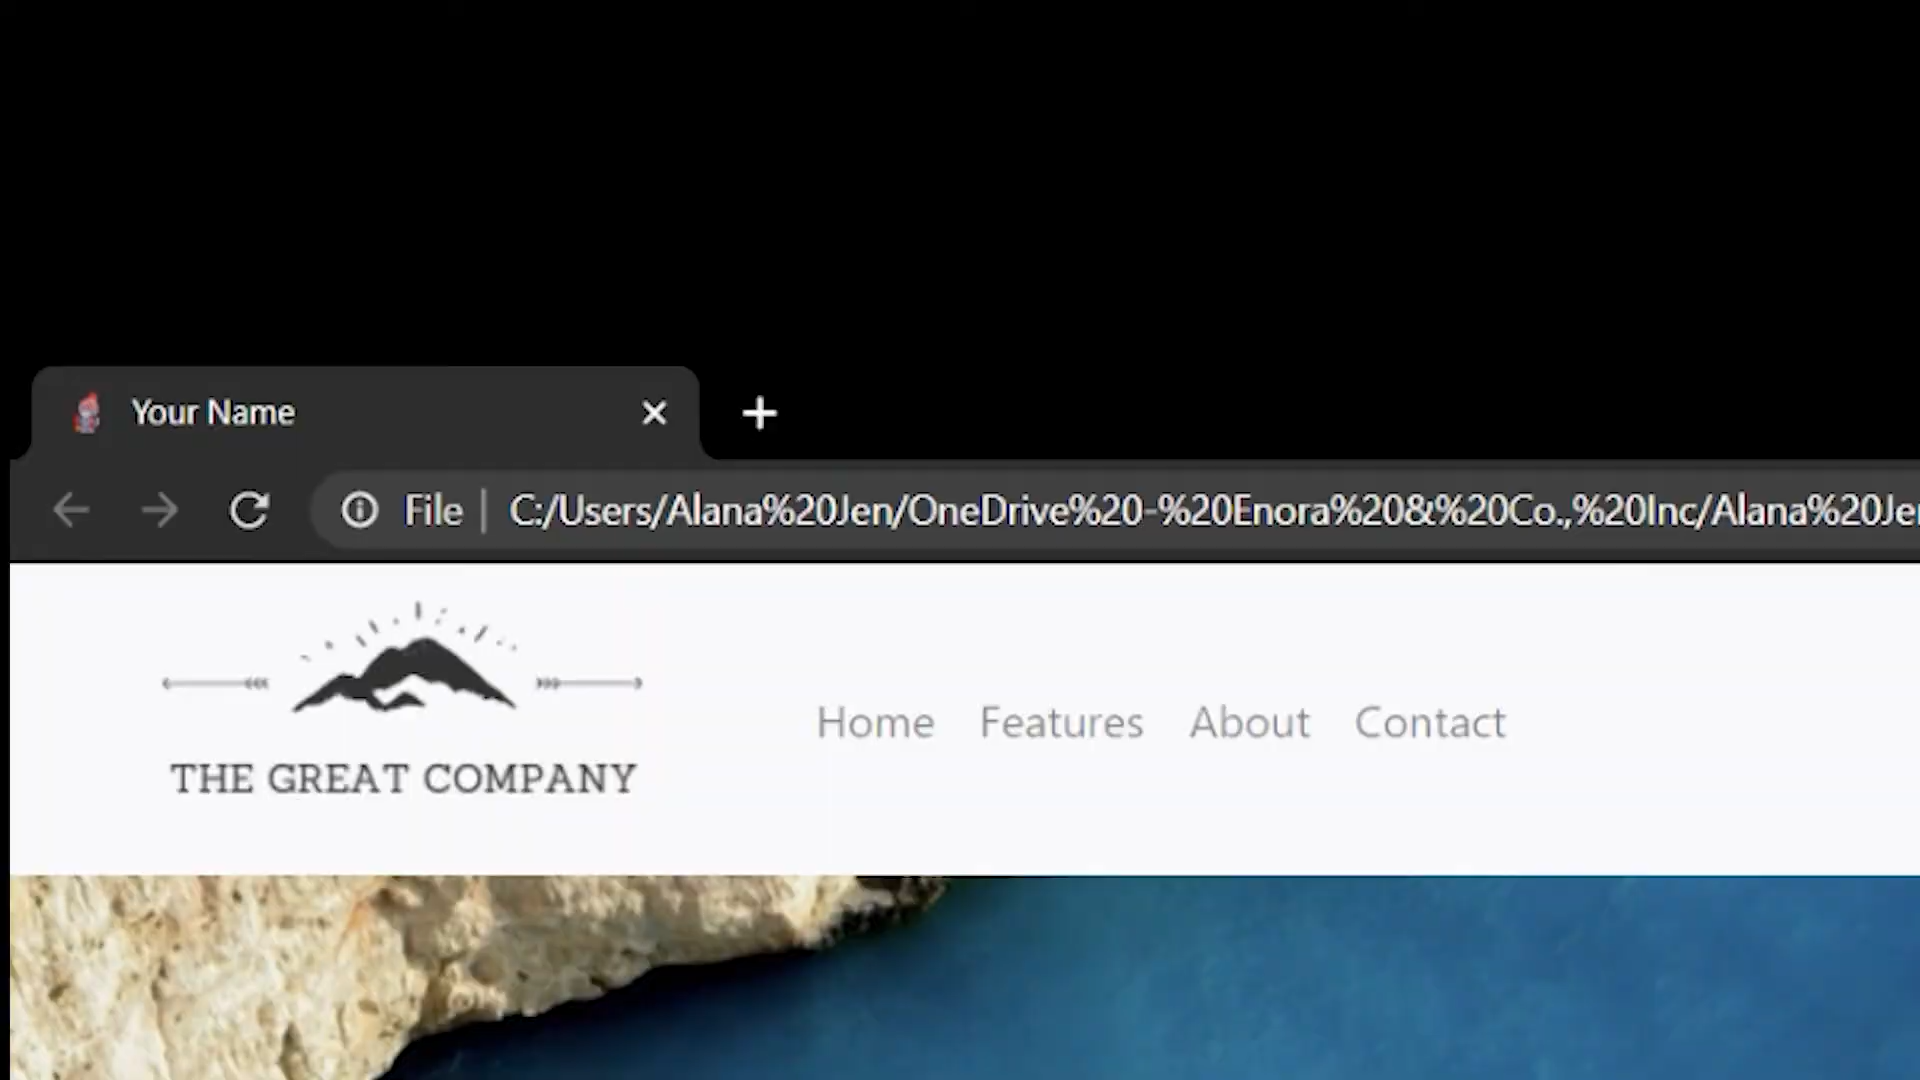 Your Name
File | C:/Users/Alana%20Jen/OneDrive%20-%20Enora%20&%20Co.,%20Inc/Alana%20Je
Home Features About Contact
THE GREAT COMPANY